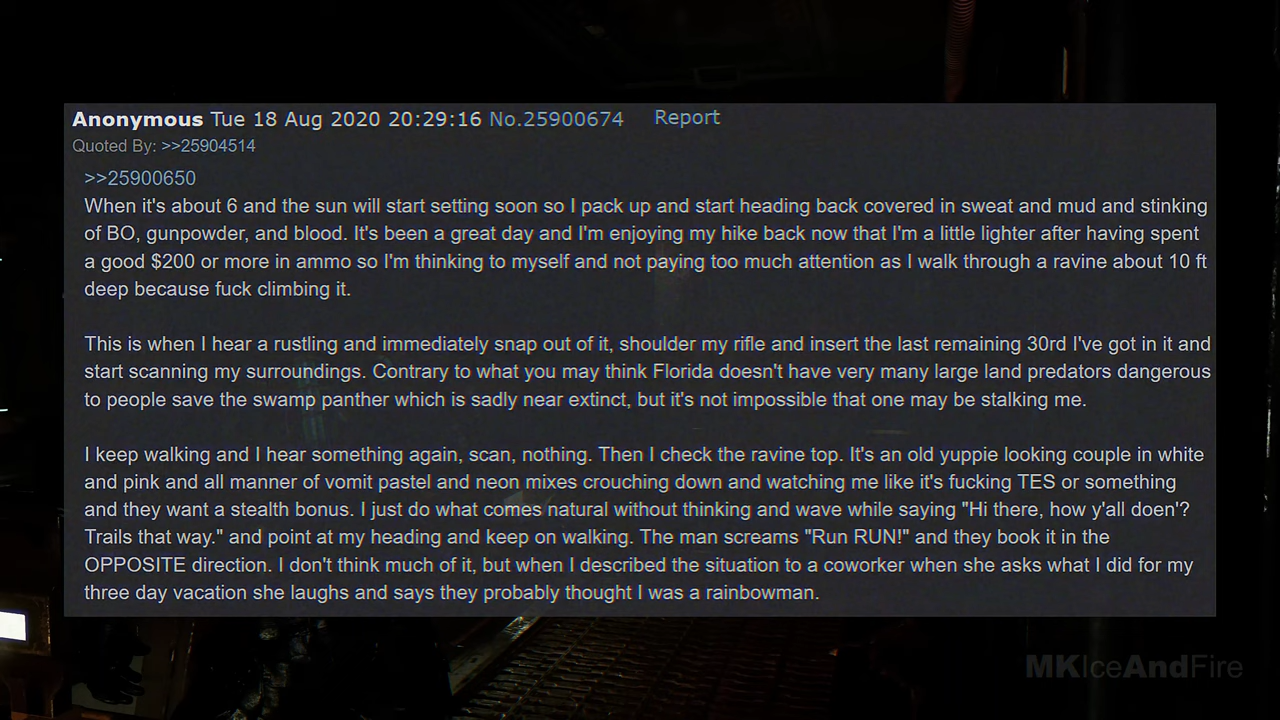 Anonymous Tue 18 Aug 2020 20:29:16 No.25900674 Report
Quoted By: >>25904514
>>25900650
When it's about 6 and the sun will start setting soon so I pack up and start heading back covered in sweat and mud and stinking
of BO, gunpowder, and blood. It's been a great day and I'm enjoying my hike back now that I'm a little lighter after having spent
a good $200 or more in ammo so I'm thinking to myself and not paying too much attention as I walk through a ravine about 10 ft
deep because fuck climbing it.
This is when I hear a rustling and immediately snap out of it, shoulder my rifle and insert the last remaining 30rd I've got in it and
start scanning my surroundings. Contrary to what you may think Florida doesn't have very many large land predators dangerous
to people save the swamp panther which is sadly near extinct, but it's not impossible that one may be stalking me.
I keep walking and I hear something again, scan, nothing. Then I check the ravine top. It's an old yuppie looking couple in white
and pink and all manner of vomit pastel and neon mixes crouching down and watching me like it's fucking TES or something
and they want a stealth bonus. I just do what comes natural without thinking and wave while saying "Hi there, how y'all doen'?
Trails that way." and point at my heading and keep on walking. The man screams "Run RUN!" and they book it in the
OPPOSITE direction. I don't think much of it, but when I described the situation to a coworker when she asks what I did for my
three day vacation she laughs and says they probably thought I was a rainbowman.
MKIceAndFire